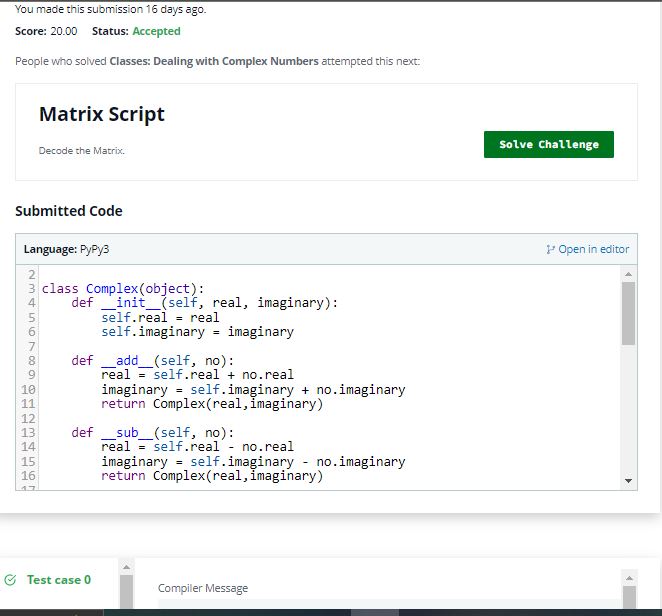 You made this submission 16 days ago.
Score: 20.00 Status: Accepted
People who solved Classes: Dealing with Complex Numbers attempted this next:
Matrix Script
Decode the Matrix.
Solve Challenge
Submitted Code
Language: PyPy3
Open in editor
2
3 class Complex(object):
4 def __init__(self, real, imaginary):
5 self.real = real
6 self.imaginary = imaginary
7
8 def __add__(self, no):
9 real = self.real + no.real
10 imaginary = self.imaginary + no.imaginary
11 return Complex(real,imaginary)
12
13 def __sub__(self, no):
14 real = self.real - no.real
15 imaginary = self.imaginary - no.imaginary
16 return Complex(real,imaginary)
17
Test case 0
Compiler Message